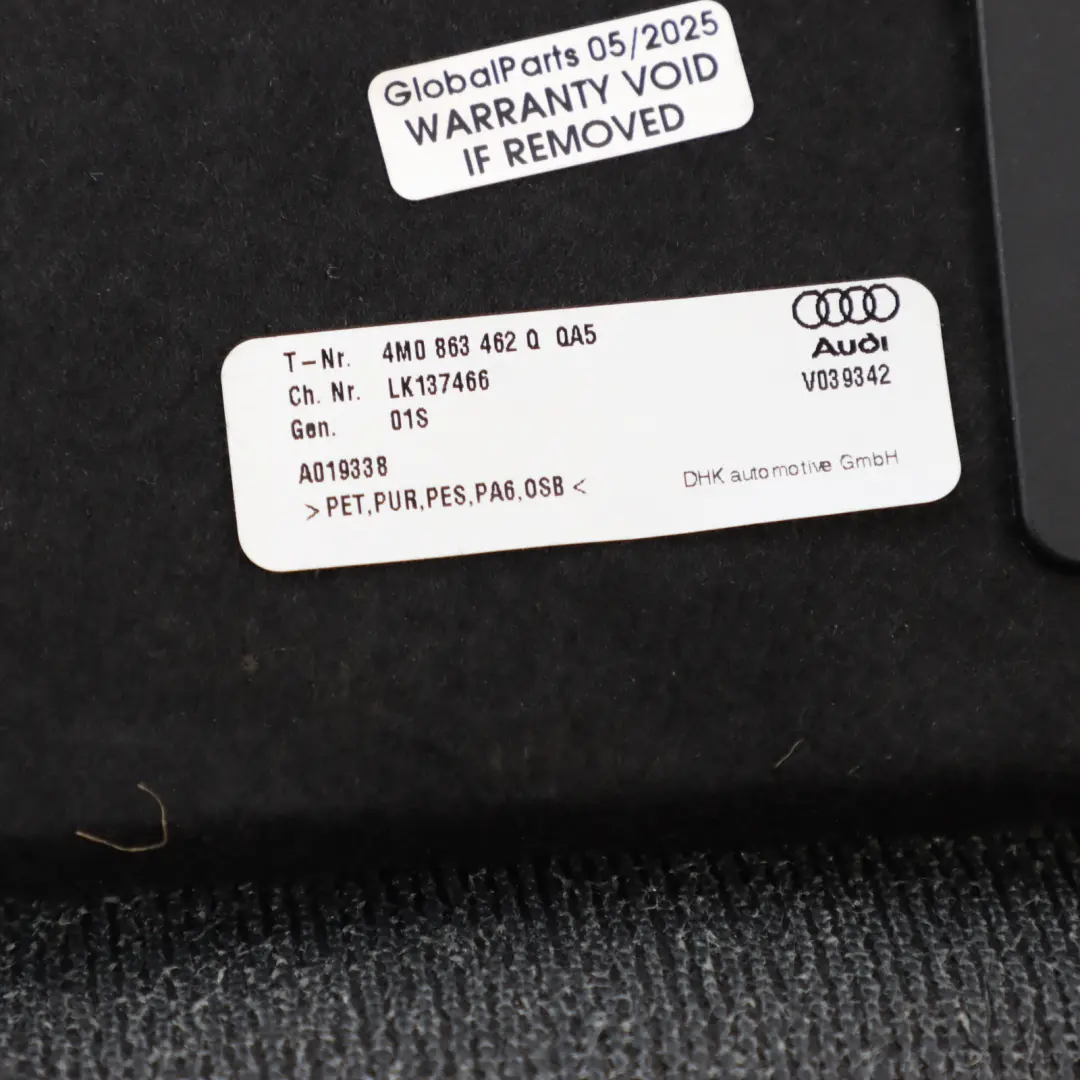 GlobalParts 05/2025
WARRANTY VOID
IF REMOVED
T-Nr. 4M0 863 462 Q QA5
Ch. Nr. LK137466
Gen. 01S
A019338
>PET,PUR,PES,PA6,OSB<
Audi
V039342
DHK automotive GmbH